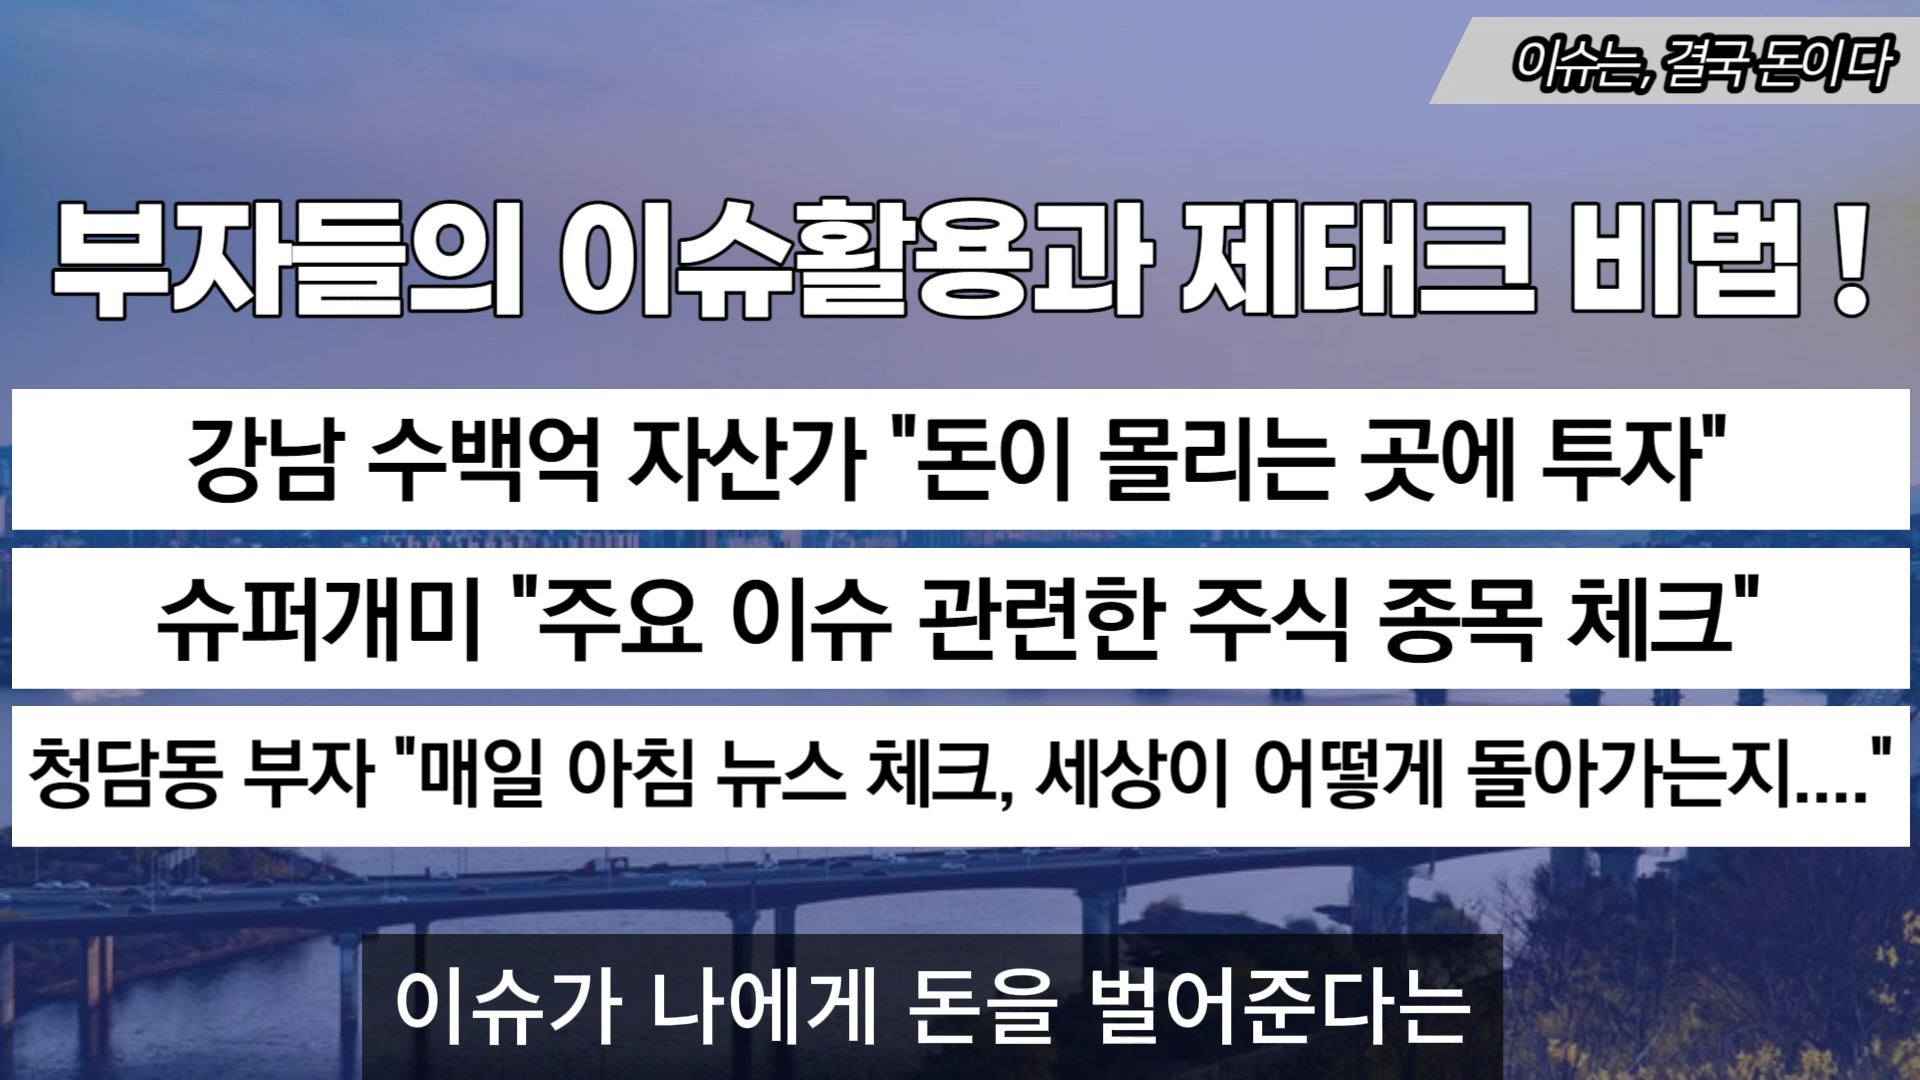 이슈는, 결국 돈이다
부자들의 이슈활용과 제태크 비법 !
강남 수백억 자산가 "돈이 몰리는 곳에 투자"
슈퍼개미 "주요 이슈 관련한 주식 종목 체크"
청담동 부자 "매일 아침 뉴스 체크, 세상이 어떻게 돌아가는지...."
이슈가 나에게 돈을 벌어준다는